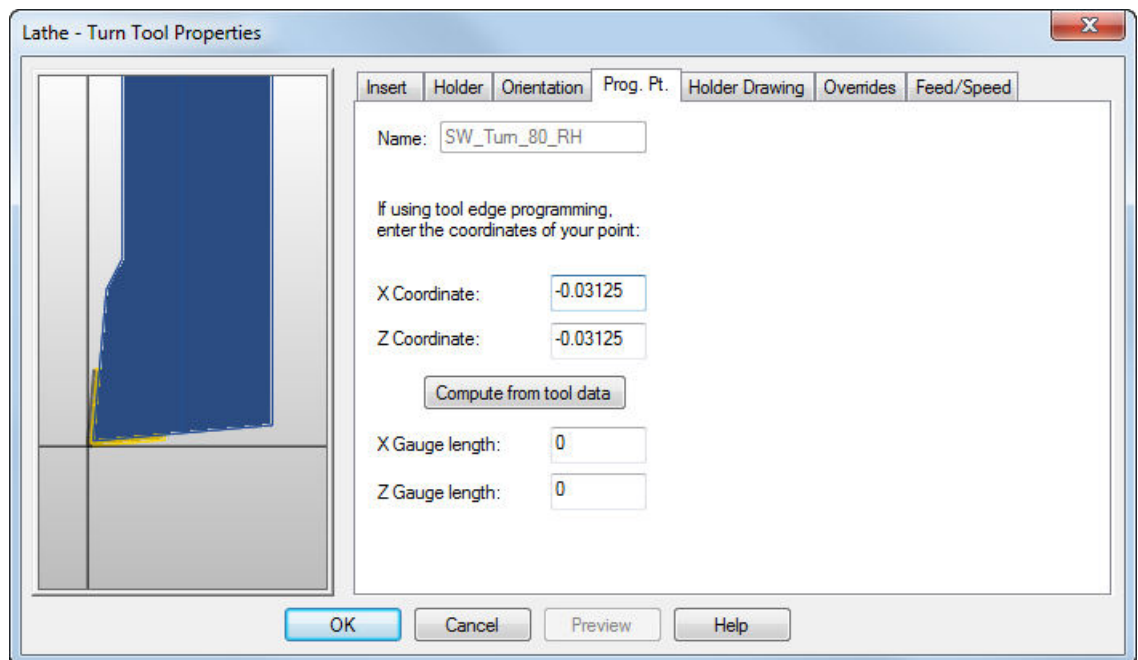 Lathe - Turn Tool Properties
Insert Holder Orientation Prog. Pt. Holder Drawing Overrides Feed/Speed
Name: SW_Turn_80_RH
If using tool edge programming,
enter the coordinates of your point:
X Coordinate: -0.03125
Z Coordinate: -0.03125
Compute from tool data
X Gauge length: 0
Z Gauge length: 0
OK Cancel Preview Help